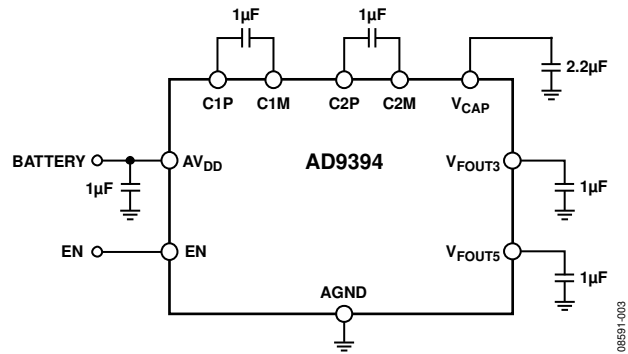 1µF
1µF
2.2µF
C1P
C1M
C2P
C2M
VCAP
BATTERY
AVDD
AD9394
VFOUT3
1µF
1µF
EN
EN
VFOUT5
1µF
AGND
08591-003